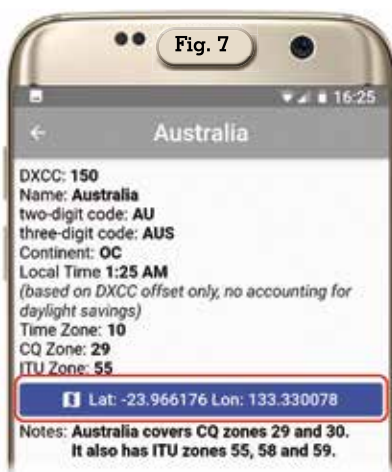 Fig. 7
16:25
Australia
DXCC: 150
Name: Australia
two-digit code: AU
three-digit code: AUS
Continent: OC
Local Time 1:25 AM
(based on DXCC offset only, no accounting for
daylight savings)
Time Zone: 10
CQ Zone: 29
ITU Zone: 55
Lat: -23.966176 Lon: 133.330078
Notes: Australia covers CQ zones 29 and 30.
It also has ITU zones 55, 58 and 59.